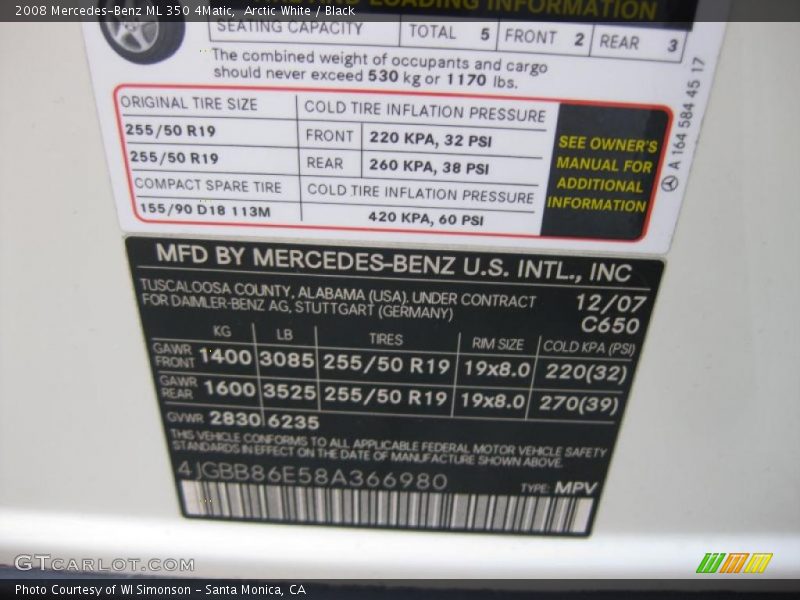 2008 Mercedes-Benz ML 350 4Matic, Arctic White / Black
LOADING INFORMATION
SEATING CAPACITY TOTAL 5 FRONT 2 REAR 3
The combined weight of occupants and cargo
should never exceed 530 kg or 1170 lbs.
ORIGINAL TIRE SIZE COLD TIRE INFLATION PRESSURE
255/50 R19 FRONT 220 KPA, 32 PSI
255/50 R19 REAR 260 KPA, 38 PSI
COMPACT SPARE TIRE COLD TIRE INFLATION PRESSURE
155/90 D18 113M 420 KPA, 60 PSI
SEE OWNER'S
MANUAL FOR
ADDITIONAL
INFORMATION
A 164 584 45 17
MFD BY MERCEDES-BENZ U.S. INTL., INC
TUSCALOOSA COUNTY, ALABAMA (USA). UNDER CONTRACT
FOR DAIMLER-BENZ AG, STUTTGART (GERMANY)
12/07
C650
KG LB TIRES RIM SIZE COLD KPA (PSI)
GAWR FRONT 1400 3085 255/50 R19 19x8.0 220(32)
GAWR REAR 1600 3525 255/50 R19 19x8.0 270(39)
GVWR 2830 6235
THIS VEHICLE CONFORMS TO ALL APPLICABLE FEDERAL MOTOR VEHICLE SAFETY
STANDARDS IN EFFECT ON THE DATE OF MANUFACTURE SHOWN ABOVE.
4JGBB86E58A366980
TYPE: MPV
GTCARLOT.COM
Photo Courtesy of WI Simonson - Santa Monica, CA